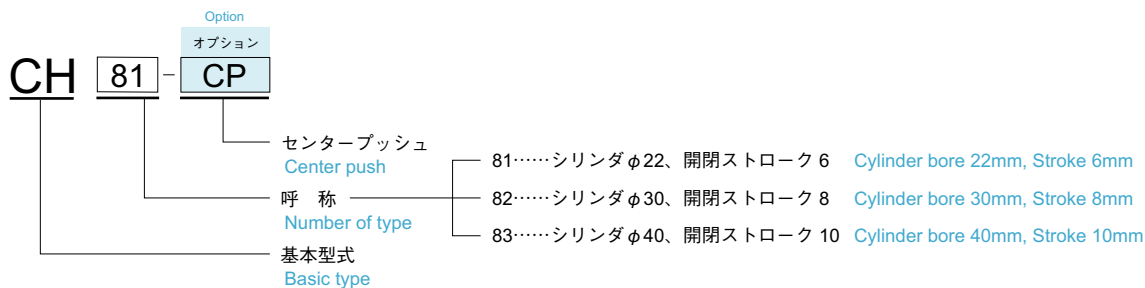 Option
オプション
CH 81 - CP
センタープッシュ
Center push
81……シリンダφ22、開閉ストローク 6 Cylinder bore 22mm, Stroke 6mm
呼　称
82……シリンダφ30、開閉ストローク 8 Cylinder bore 30mm, Stroke 8mm
Number of type
83……シリンダφ40、開閉ストローク 10 Cylinder bore 40mm, Stroke 10mm
基本型式
Basic type